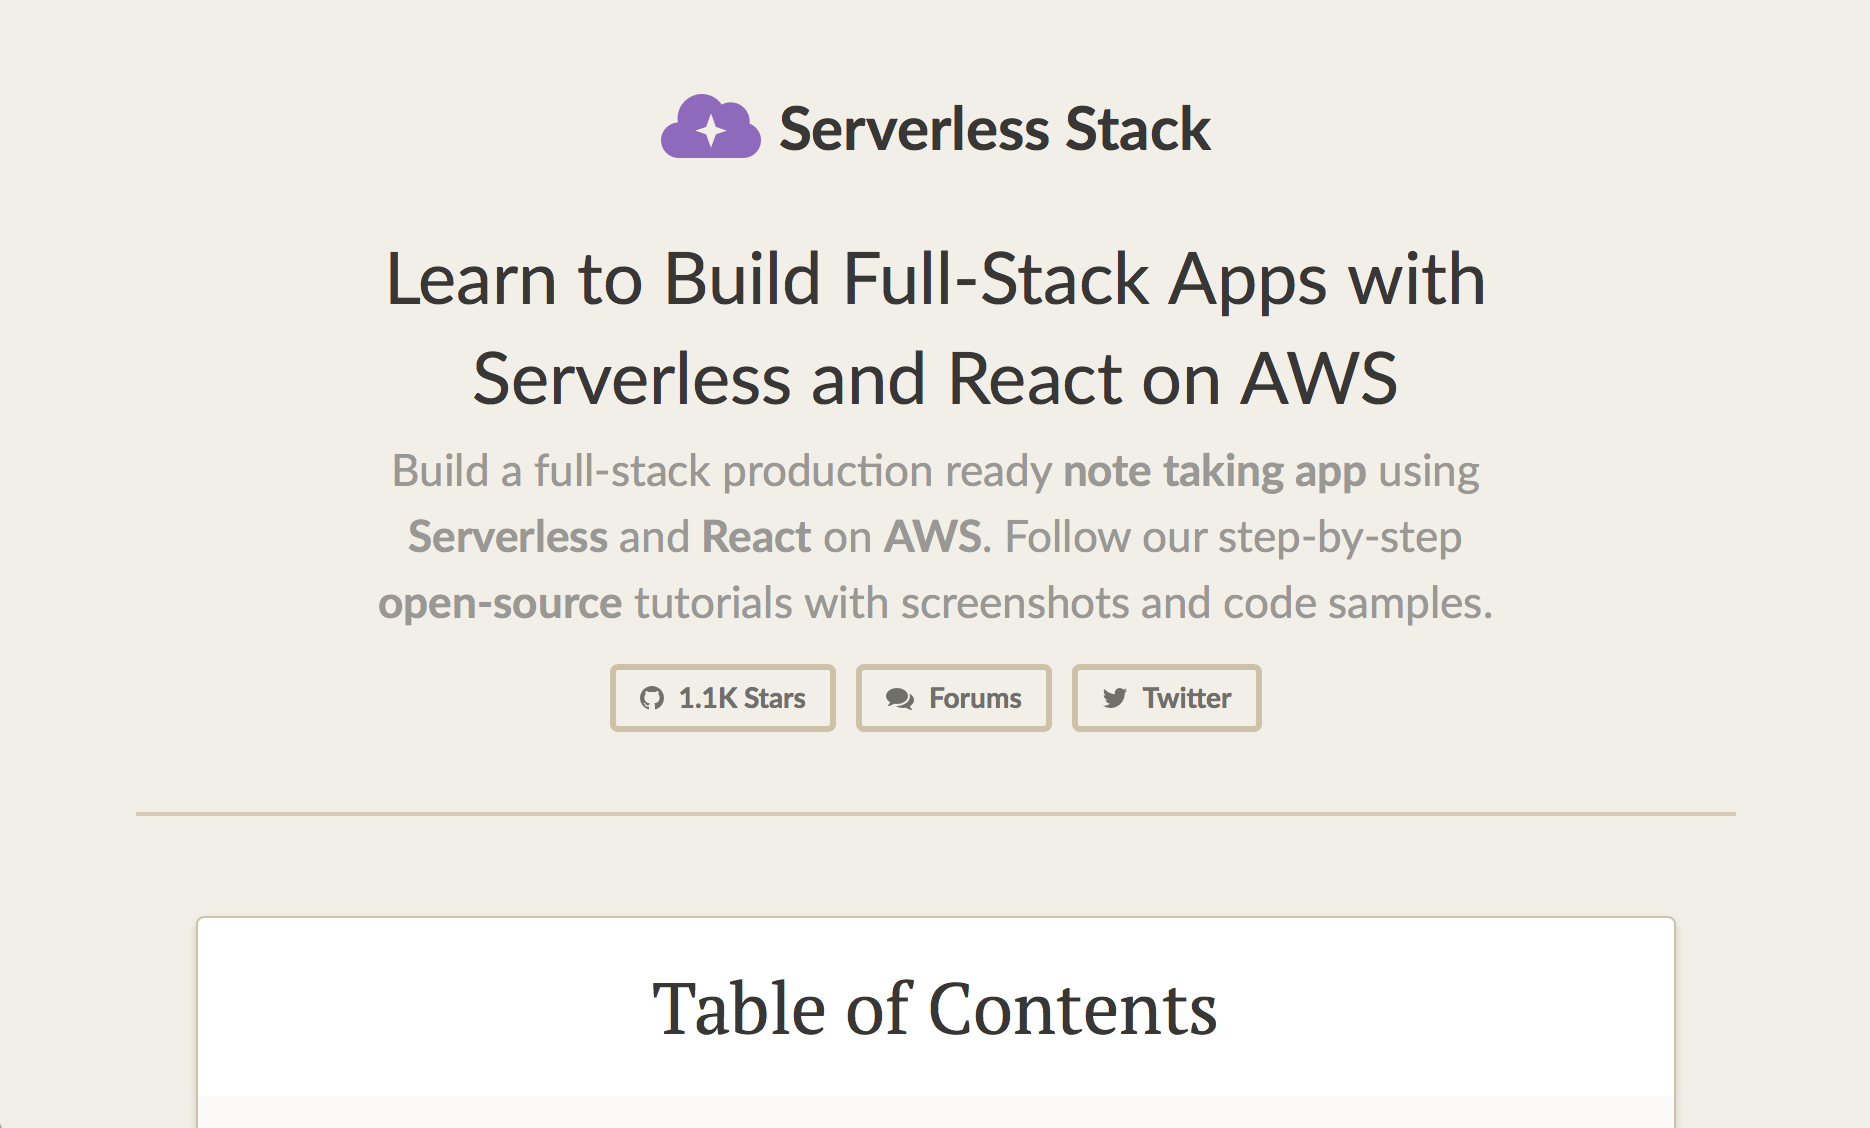 Serverless Stack
Learn to Build Full-Stack Apps with
Serverless and React on AWS
Build a full-stack production ready note taking app using
Serverless and React on AWS. Follow our step-by-step
open-source tutorials with screenshots and code samples.
1.1K Stars
Forums
Twitter
Table of Contents